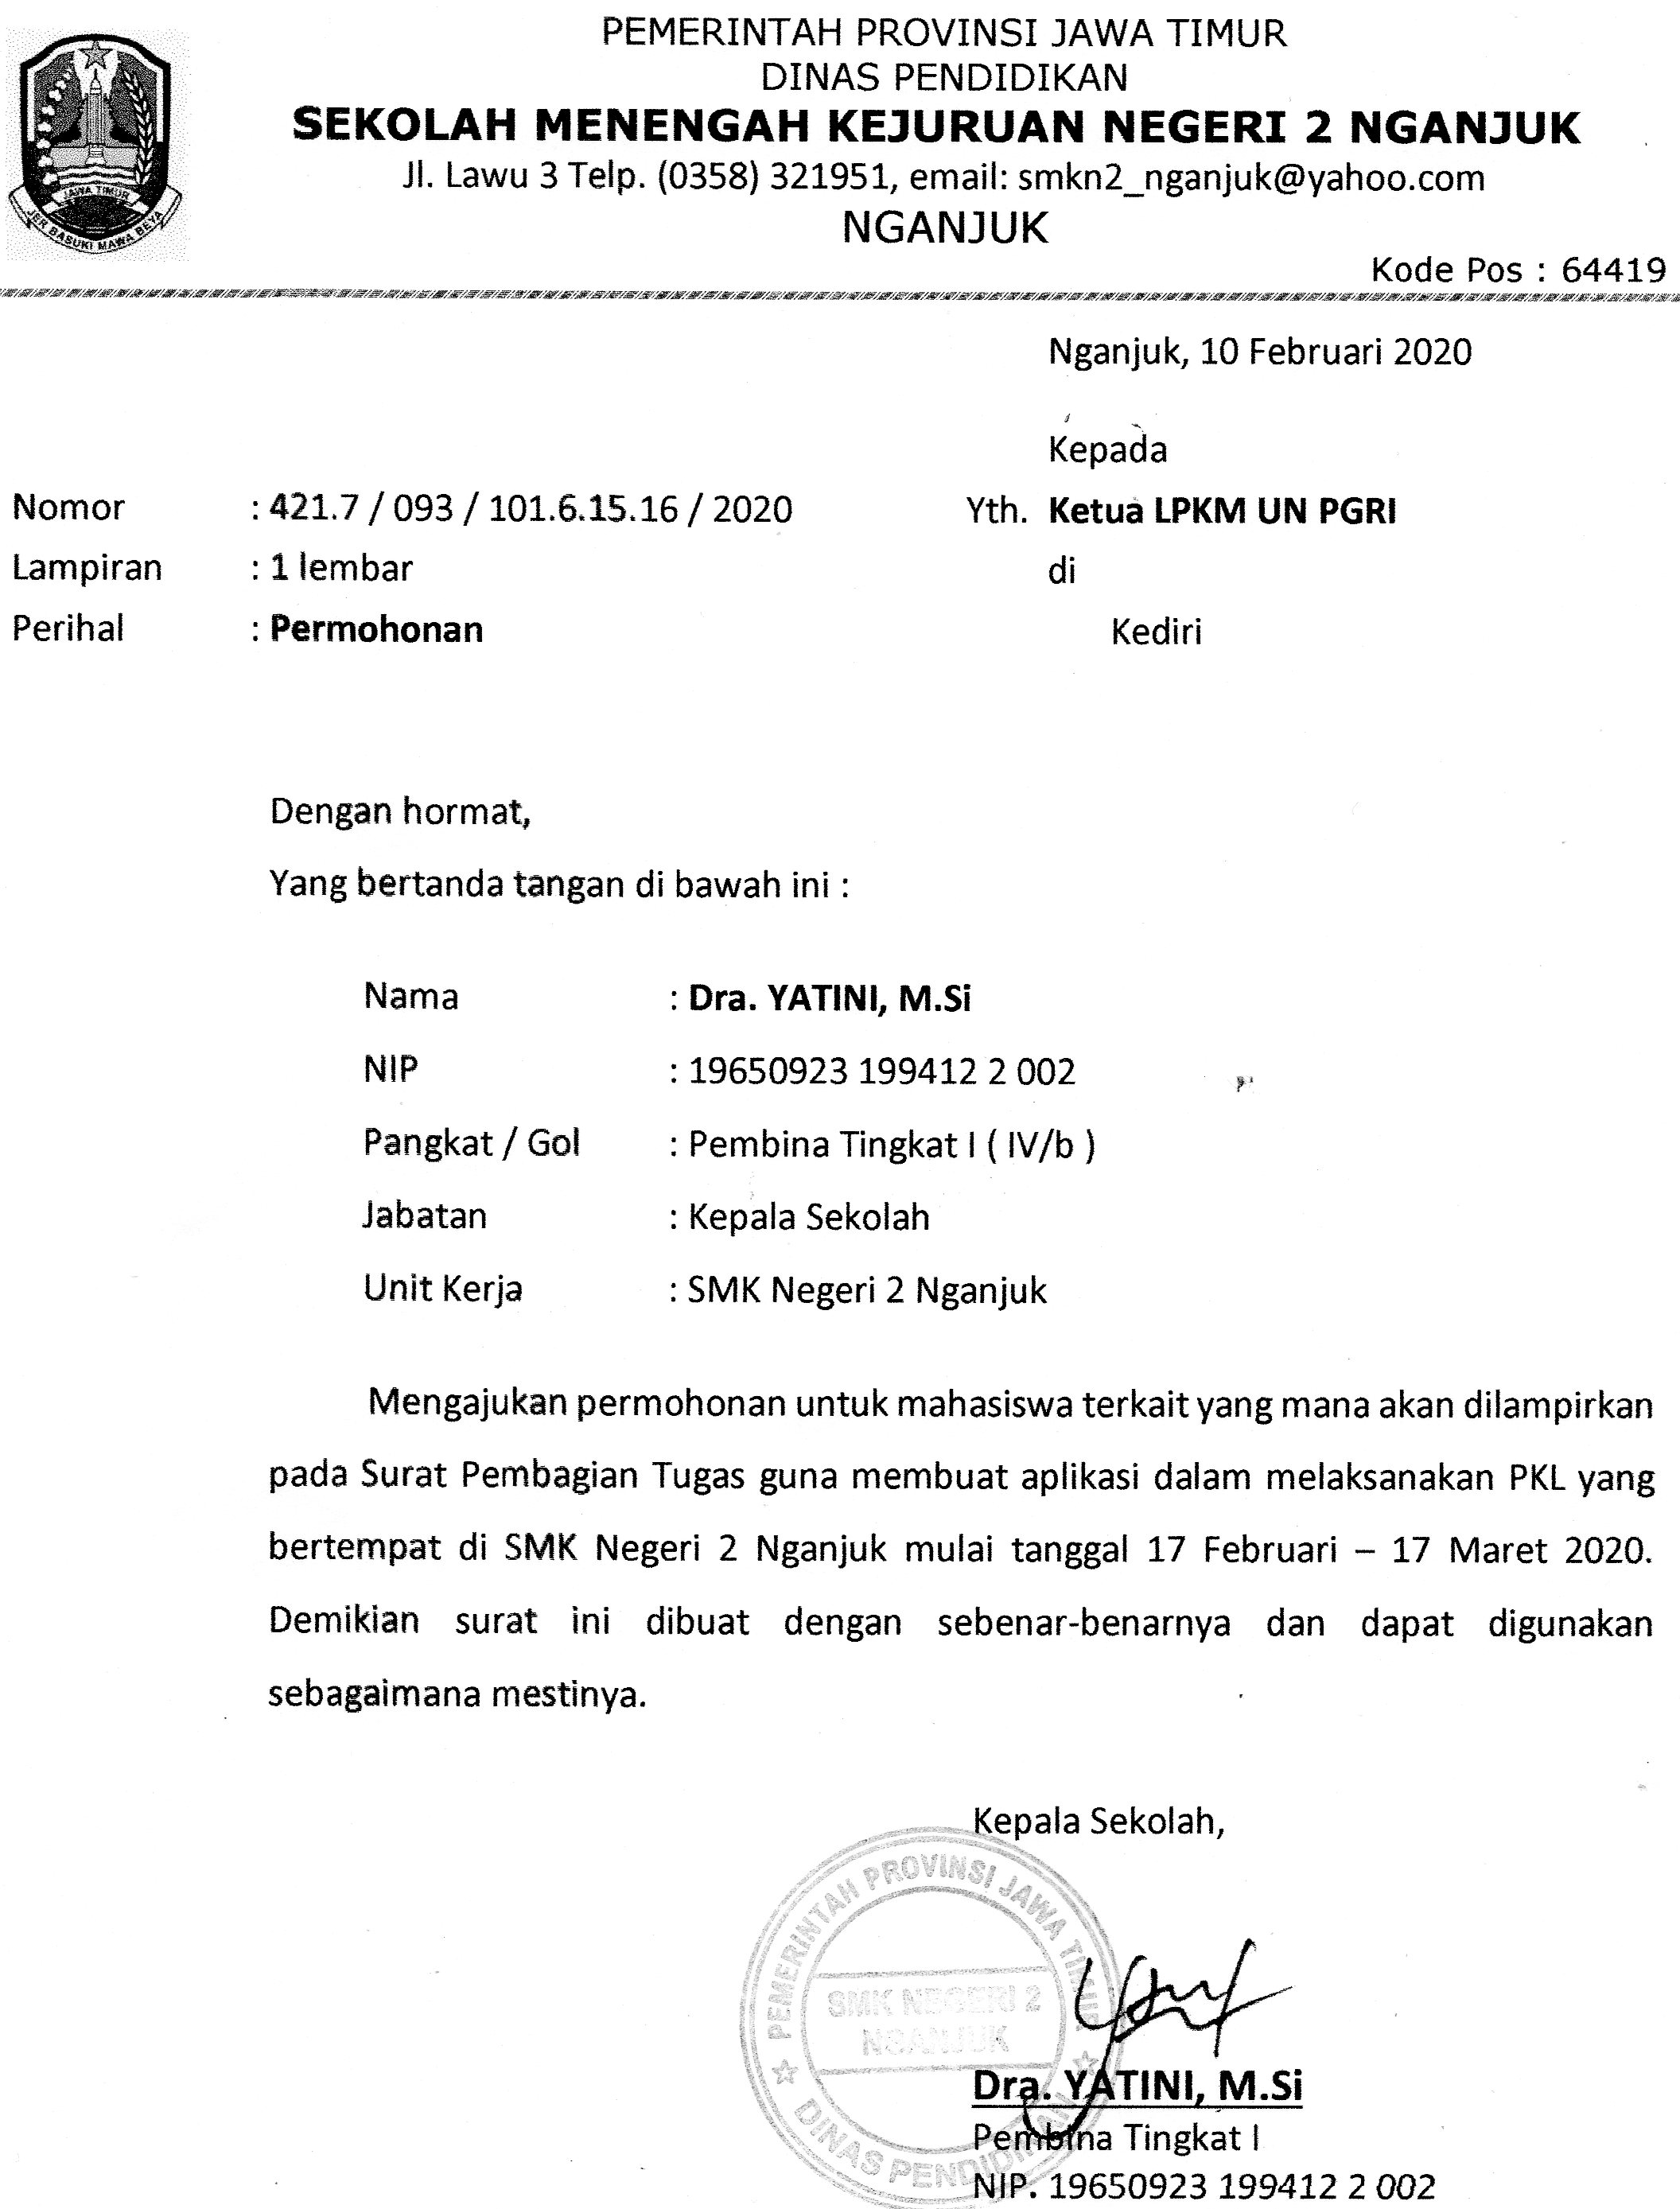 PEMERINTAH PROVINSI JAWA TIMUR
DINAS PENDIDIKAN
SEKOLAH MENENGAH KEJURUAN NEGERI 2 NGANJUK
Jl. Lawu 3 Telp. (0358) 321951, email: smkn2_nganjuk@yahoo.com
NGANJUK
Kode Pos : 64419
JAWA TIMUR
JER BASUKI MAWA BEYA
Nganjuk, 10 Februari 2020
Kepada
Nomor : 421.7 / 093 / 101.6.15.16 / 2020 Yth. Ketua LPKM UN PGRI
Lampiran : 1 lembar di
Perihal : Permohonan Kediri
Dengan hormat,
Yang bertanda tangan di bawah ini :
Nama : Dra. YATINI, M.Si
NIP : 19650923 199412 2 002
Pangkat / Gol : Pembina Tingkat I ( IV/b )
Jabatan : Kepala Sekolah
Unit Kerja : SMK Negeri 2 Nganjuk
Mengajukan permohonan untuk mahasiswa terkait yang mana akan dilampirkan
pada Surat Pembagian Tugas guna membuat aplikasi dalam melaksanakan PKL yang
bertempat di SMK Negeri 2 Nganjuk mulai tanggal 17 Februari – 17 Maret 2020.
Demikian surat ini dibuat dengan sebenar-benarnya dan dapat digunakan
sebagaimana mestinya.
Kepala Sekolah,
PEMERINTAH PROVINSI JAWA TIMUR
SMK NEGERI 2
NGANJUK
DINAS PENDIDIKAN
Dra. YATINI, M.Si
Pembina Tingkat I
NIP. 19650923 199412 2 002